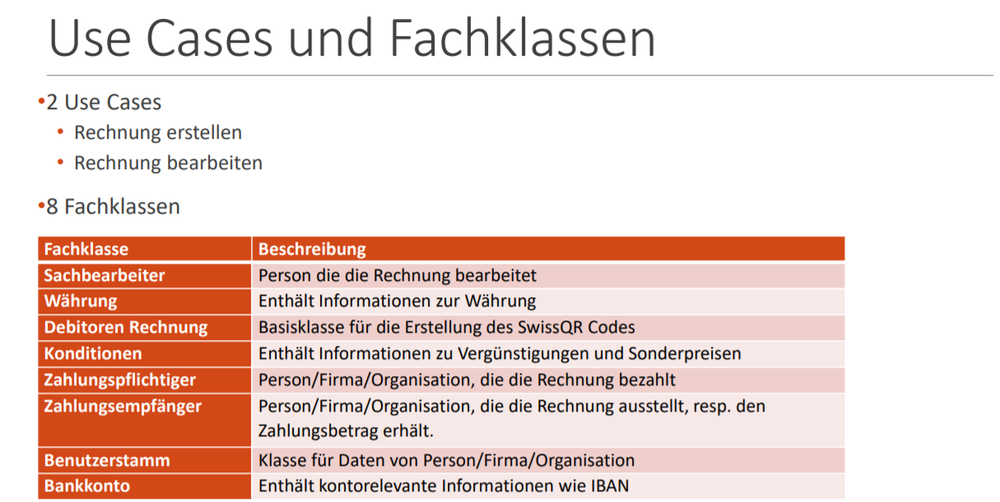 Use Cases und Fachklassen
•2 Use Cases
• Rechnung erstellen
• Rechnung bearbeiten
•8 Fachklassen
Fachklasse Beschreibung
Sachbearbeiter Person die die Rechnung bearbeitet
Währung Enthält Informationen zur Währung
Debitoren Rechnung Basisklasse für die Erstellung des SwissQR Codes
Konditionen Enthält Informationen zu Vergünstigungen und Sonderpreisen
Zahlungspflichtiger Person/Firma/Organisation, die die Rechnung bezahlt
Zahlungsempfänger Person/Firma/Organisation, die die Rechnung ausstellt, resp. den
Zahlungsbetrag erhält.
Benutzerstamm Klasse für Daten von Person/Firma/Organisation
Bankkonto Enthält kontorelevante Informationen wie IBAN